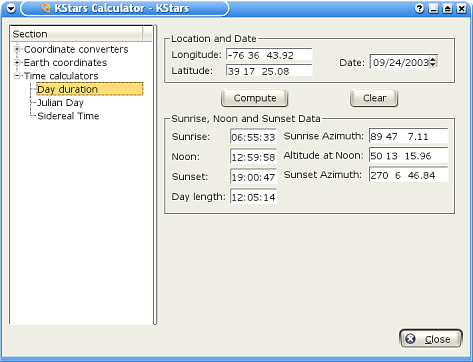 KStars Calculator - KStars
Section
Coordinate converters
Earth coordinates
Time calculators
Day duration
Julian Day
Sidereal Time
Location and Date
Longitude: -76 36 43.92
Latitude: 39 17 25.08
Date: 09/24/2003
Compute Clear
Sunrise, Noon and Sunset Data
Sunrise: 06:55:33 Sunrise Azimuth: 89 47 7.11
Noon: 12:59:58 Altitude at Noon: 50 13 15.96
Sunset: 19:00:47 Sunset Azimuth: 270 6 46.84
Day length: 12:05:14
Close